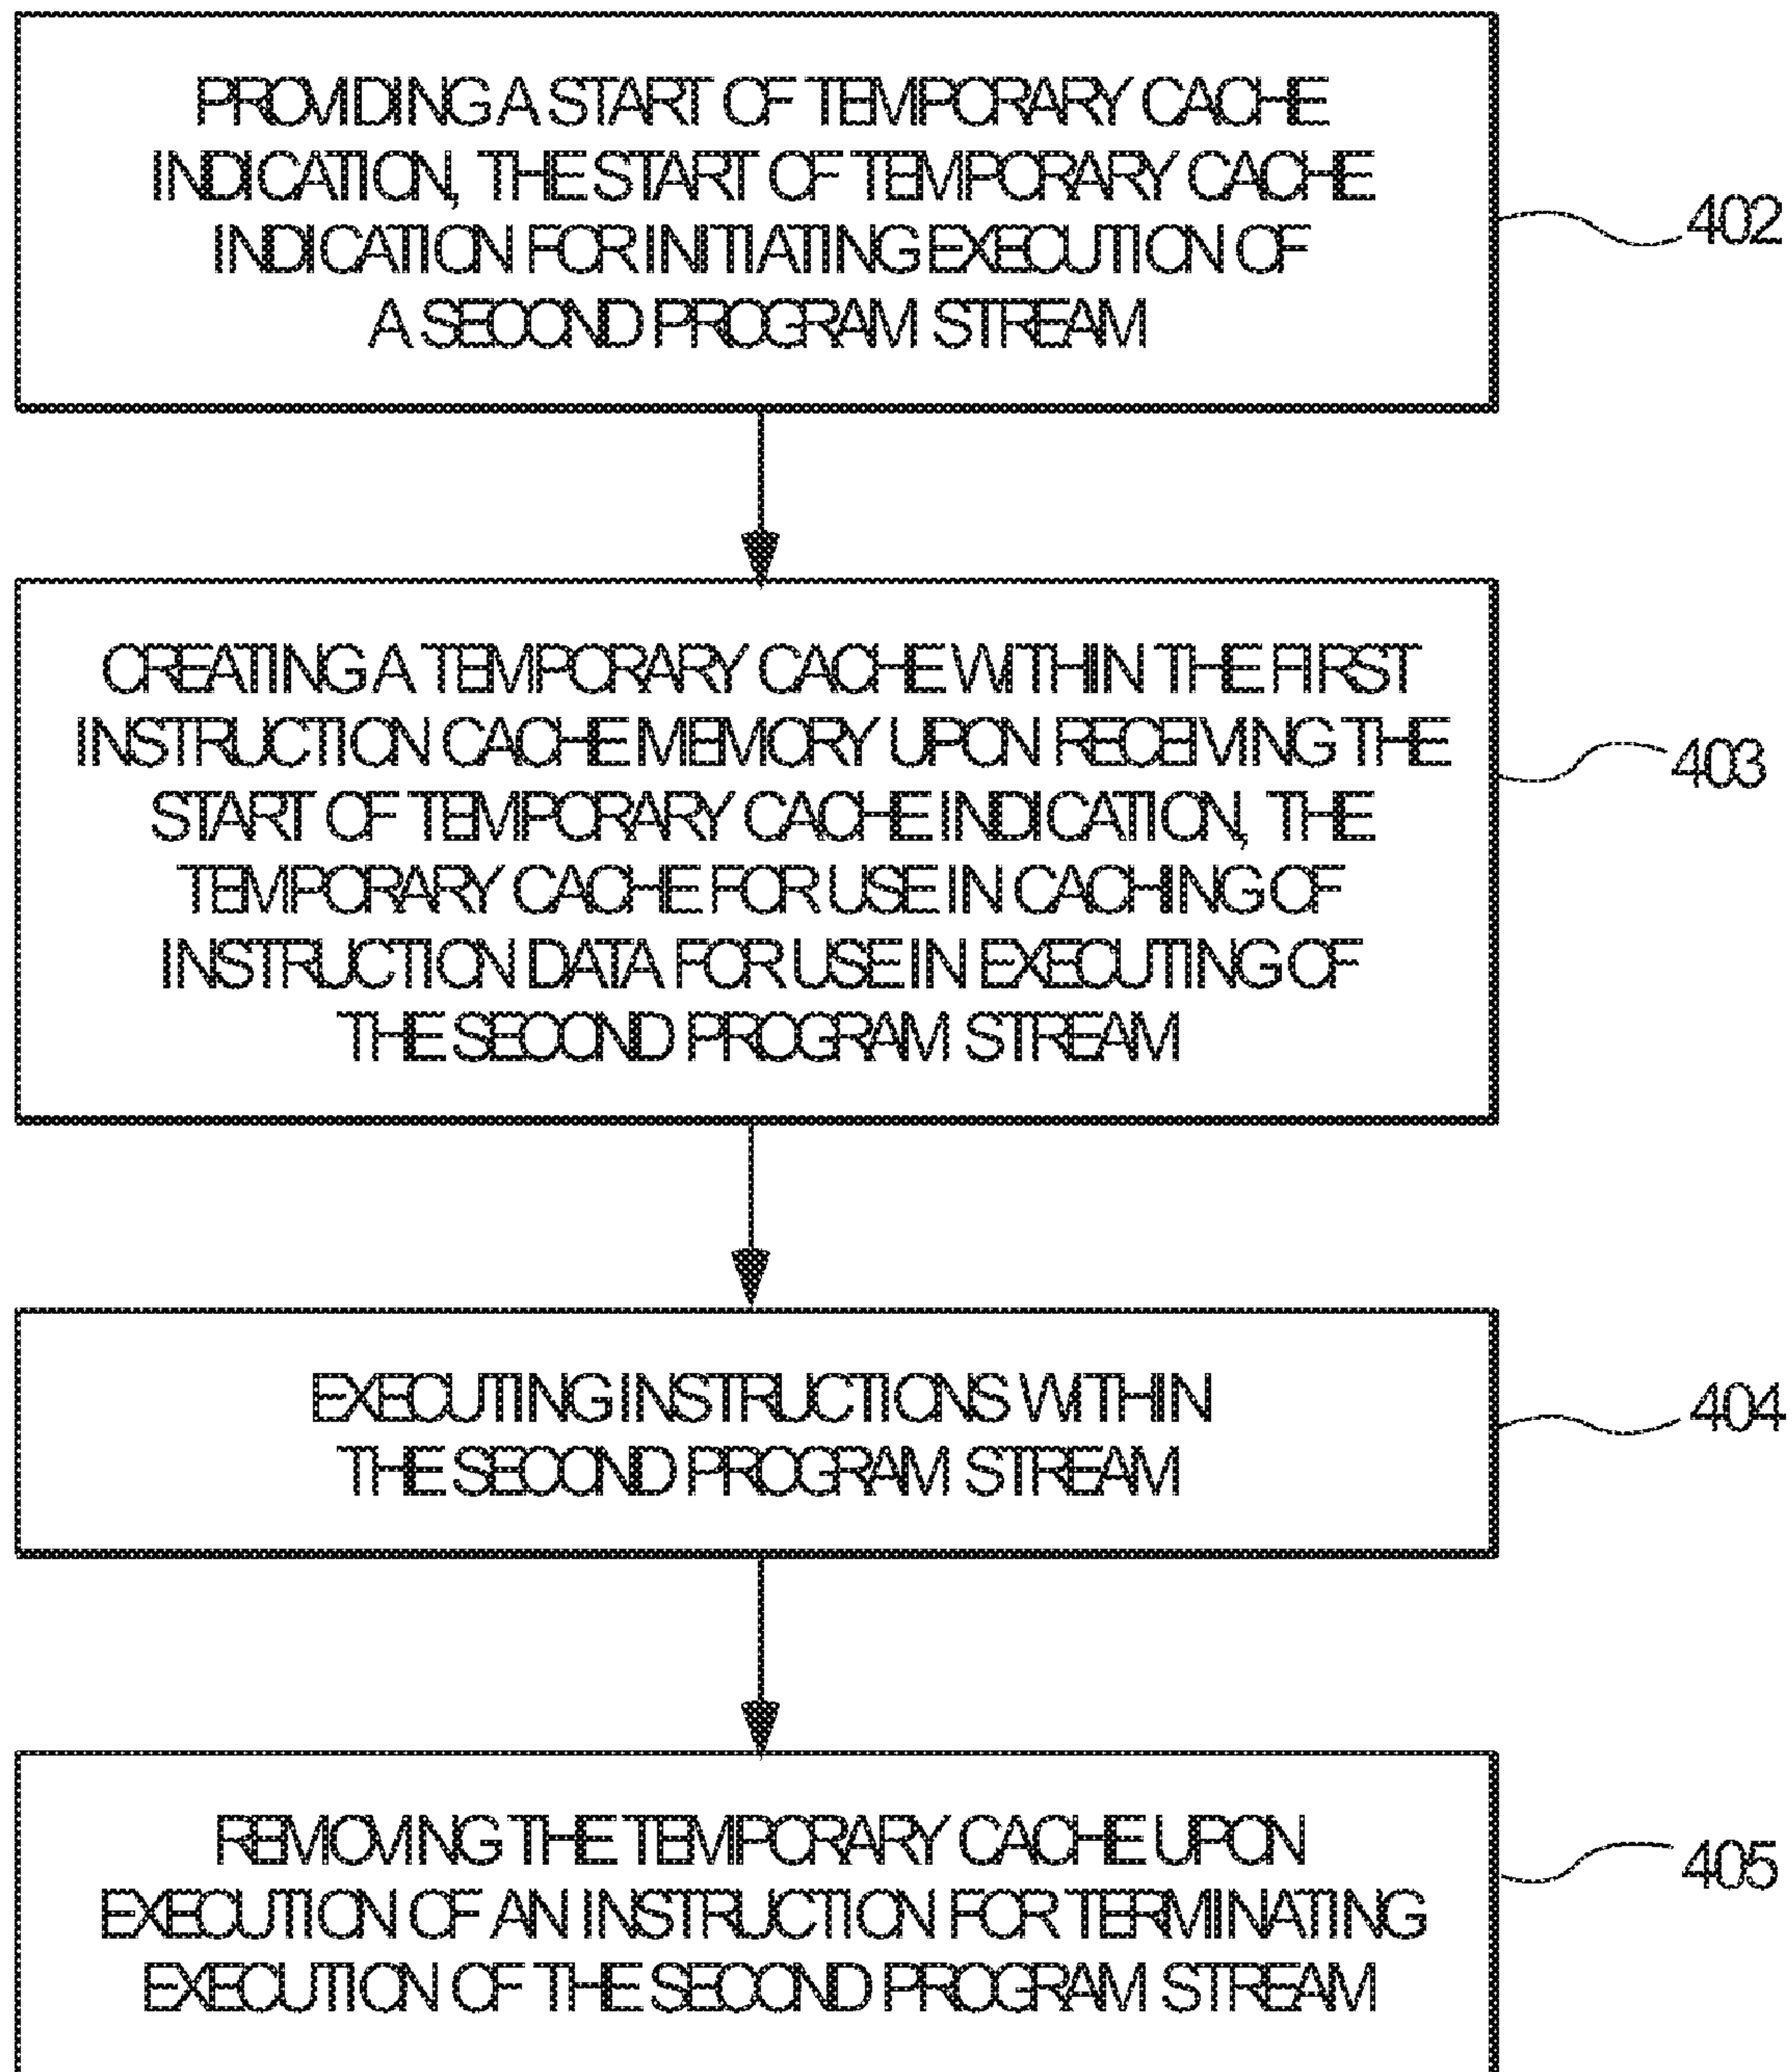 PROVIDING A START OF TEMPORARY CACHE
INDICATION, THE START OF TEMPORARY CACHE
INDICATION FOR INITIATING EXECUTION OF
A SECOND PROGRAM STREAM
402
CREATING A TEMPORARY CACHE WITHIN THE FIRST
INSTRUCTION CACHE MEMORY UPON RECEIVING THE
START OF TEMPORARY CACHE INDICATION, THE
TEMPORARY CACHE FOR USE IN CACHING OF
INSTRUCTION DATA FOR USE IN EXECUTING OF
THE SECOND PROGRAM STREAM
403
EXECUTING INSTRUCTIONS WITHIN
THE SECOND PROGRAM STREAM
404
REMOVING THE TEMPORARY CACHE UPON
EXECUTION OF AN INSTRUCTION FOR TERMINATING
EXECUTION OF THE SECOND PROGRAM STREAM
405